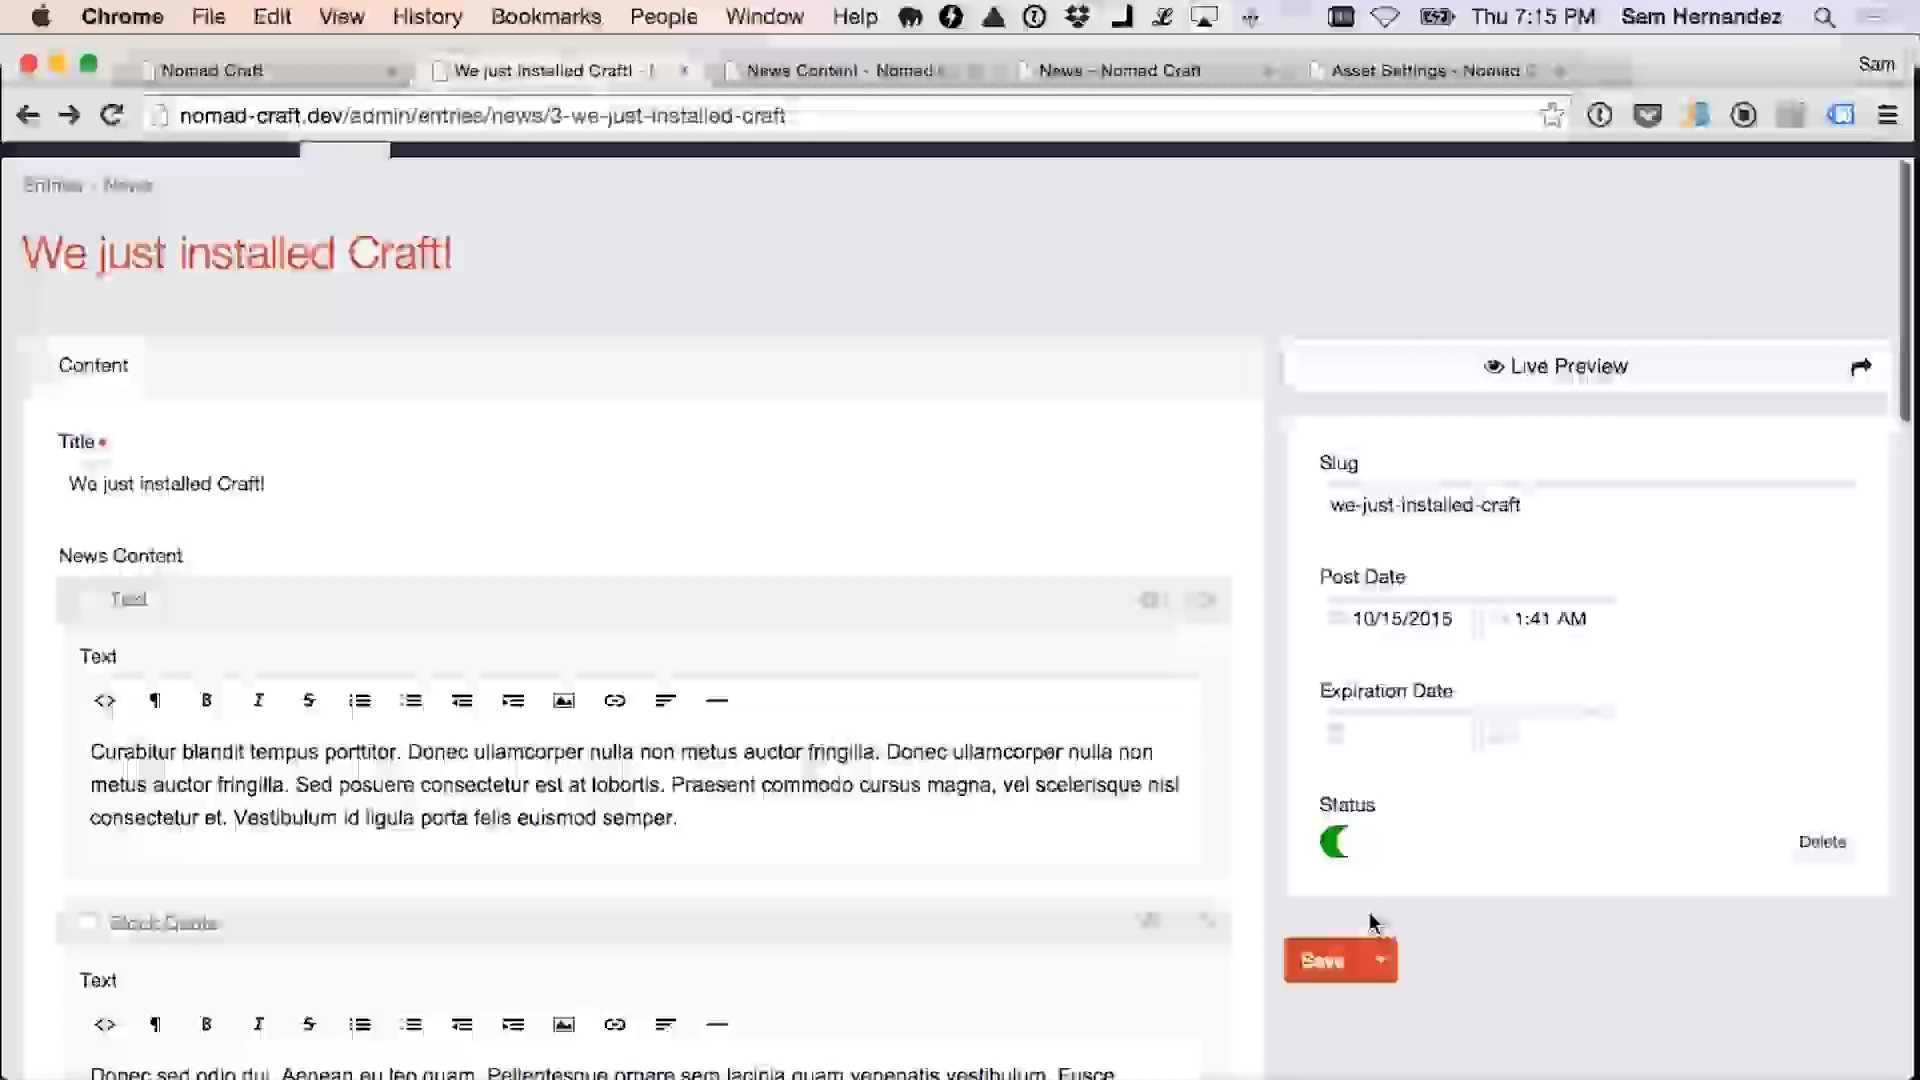 Chrome File Edit View History Bookmarks People Window Help Thu 7:15 PM Sam Hernandez
Nomad Craft
We just installed Craft! -
News Content - Nomad
News - Nomad Craft
Asset Settings - Nomad C
Sam
nomad-craft.dev/admin/entries/news/3-we-just-installed-craft
Entries - News
We just installed Craft!
Content
Live Preview
Title
We just installed Craft!
Slug
we-just-installed-craft
News Content
Post Date
Text
10/15/2015 1:41 AM
Text
Expiration Date
Curabitur blandit tempus porttitor. Donec ullamcorper nulla non metus auctor fringilla. Donec ullamcorper nulla non
metus auctor fringilla. Sed posuere consectetur est at lobortis. Praesent commodo cursus magna, vel scelerisque nisl
consectetur et. Vestibulum id ligula porta felis euismod semper.
Status
Delete
Block Quote
Save
Text
Donec sed odio dui. Aenean eu leo quam. Pellentesque ornare sem lacinia quam venenatis vestibulum. Fusce